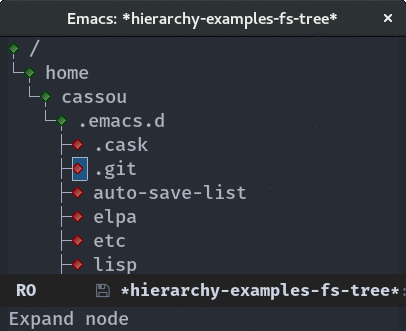 Emacs: *hierarchy-examples-fs-tree*
/
home
cassou
.emacs.d
.cask
.git
auto-save-list
elpa
etc
lisp
RO *hierarchy-examples-fs-tree*:
Expand node